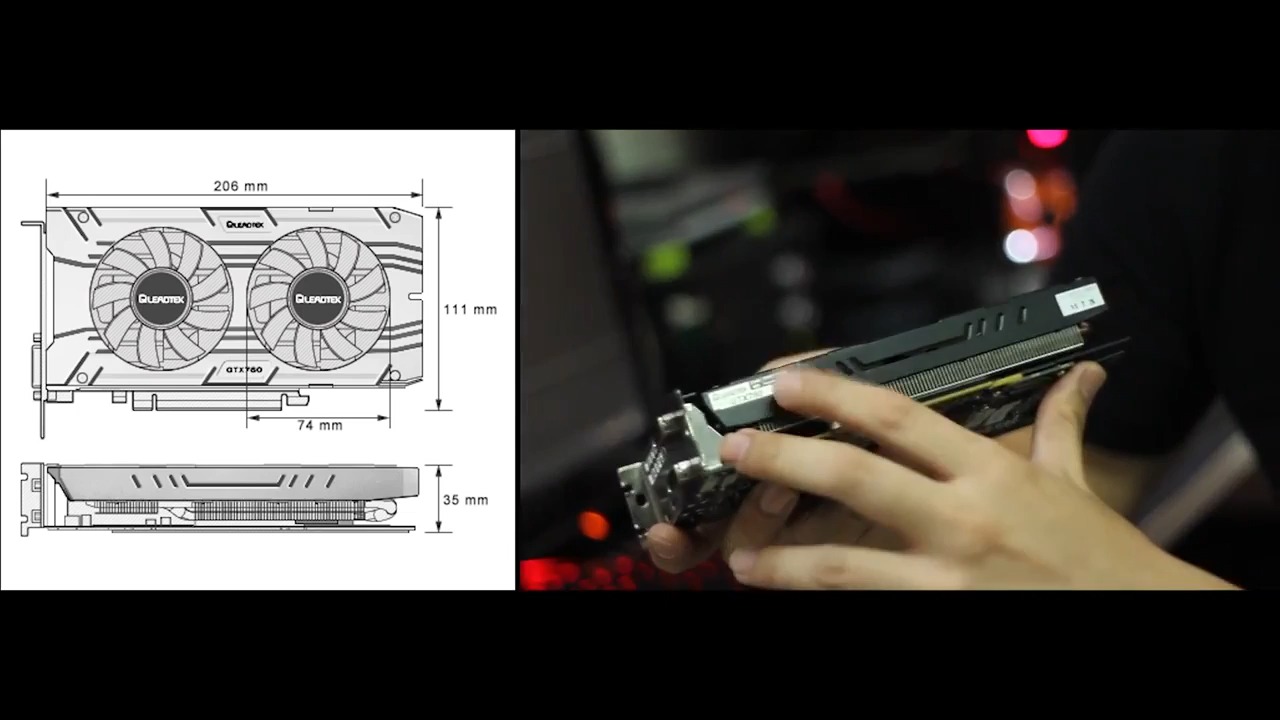 206 mm
LEADTEK
LEADTEK
LEADTEK
111 mm
GTX760
74 mm
35 mm